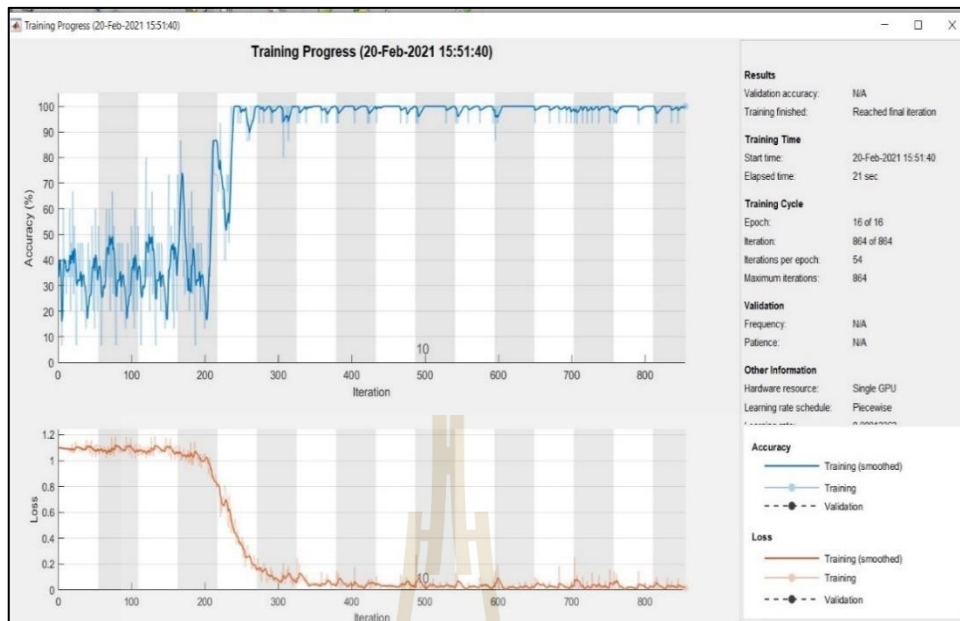 Training Progress (20-Feb-2021 15:51:40)
Training Progress (20-Feb-2021 15:51:40)
Accuracy (%)
100
90
80
70
60
50
40
30
20
10
0
10
0 100 200 300 400 500 600 700 800
Iteration
Loss
1.2
1
0.8
0.6
0.4
0.2
0
10
0 100 200 300 400 500 600 700 800
Iteration
Results
Validation accuracy: N/A
Training finished: Reached final iteration
Training Time
Start time: 20-Feb-2021 15:51:40
Elapsed time: 21 sec
Training Cycle
Epoch: 16 of 16
Iteration: 864 of 864
Iterations per epoch: 54
Maximum iterations: 864
Validation
Frequency: N/A
Patience: N/A
Other Information
Hardware resource: Single GPU
Learning rate schedule: Piecewise
Accuracy
Training (smoothed)
Training
Validation
Loss
Training (smoothed)
Training
Validation